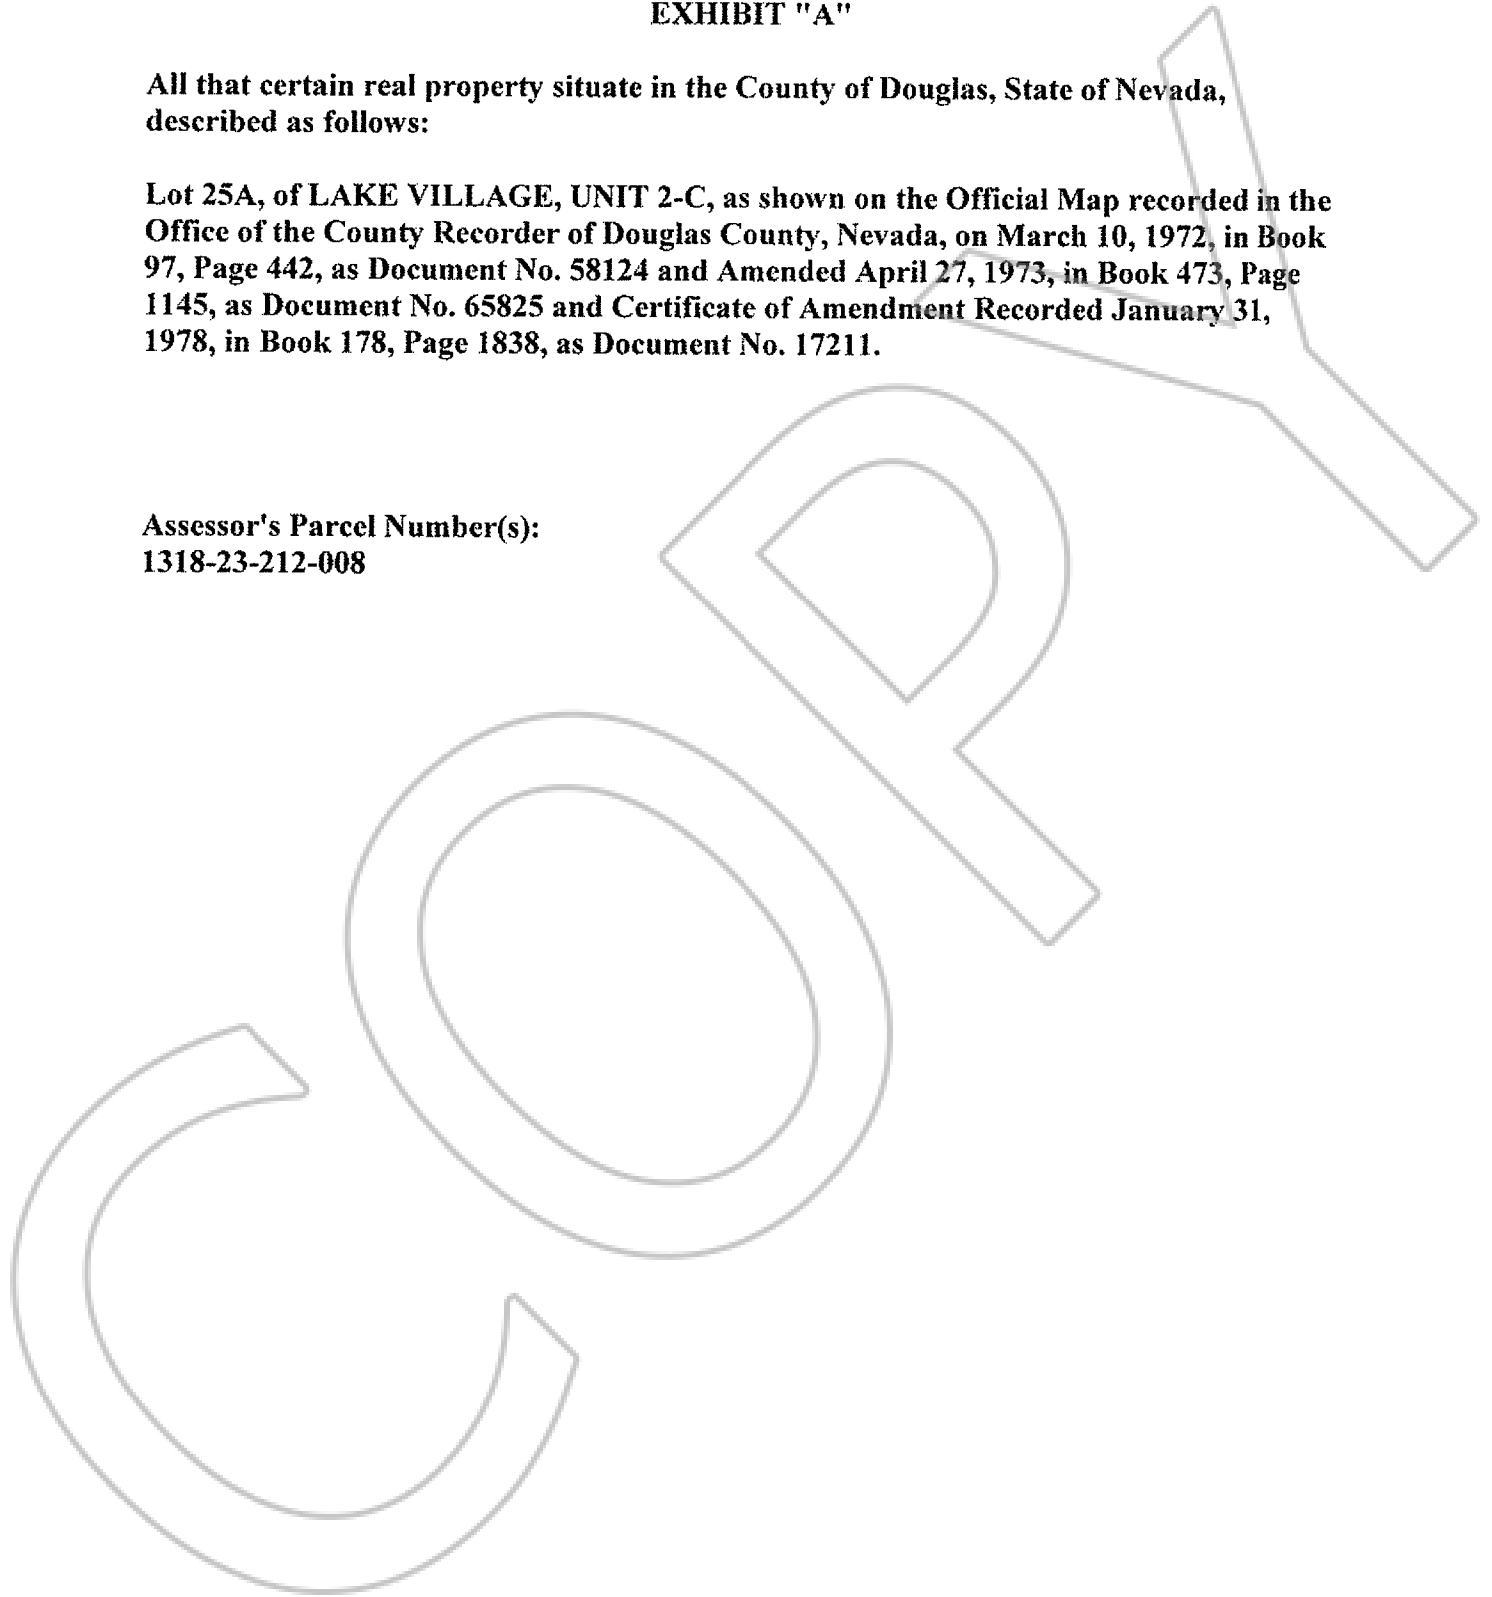 EXHIBIT "A"
All that certain real property situate in the County of Douglas, State of Nevada,
described as follows:
Lot 25A, of LAKE VILLAGE, UNIT 2-C, as shown on the Official Map recorded in the
Office of the County Recorder of Douglas County, Nevada, on March 10, 1972, in Book
97, Page 442, as Document No. 58124 and Amended April 27, 1973, in Book 473, Page
1145, as Document No. 65825 and Certificate of Amendment Recorded January 31,
1978, in Book 178, Page 1838, as Document No. 17211.
Assessor's Parcel Number(s):
1318-23-212-008
COPY